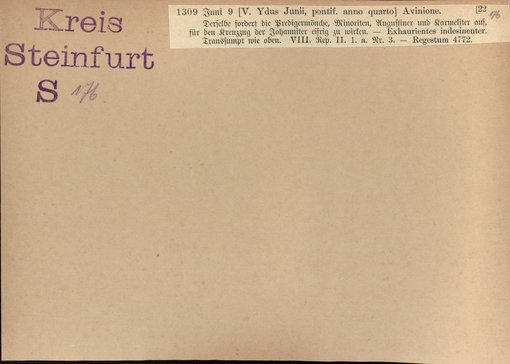 Kreis
Steinfurt
S 176
1309 Juni 9 [V. Ydus Junii, pontif. anno quarto] Avinione. [22
176
Derselbe fordert die Predigermönche, Minoriten, Augustiner und Karmeliter auf,
für den Kreuzzug der Johanniter eifrig zu wirken. — Exhaurientes indesinenter.
Transsumpt wie oben. VIII. Rep. II. 1. a. Nr. 3. — Regestum 4772.